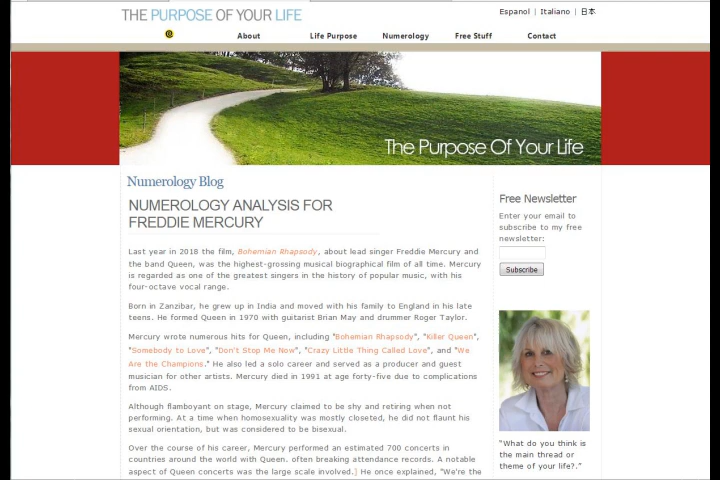 THE PURPOSE OF YOUR LIFE
Espanol | Italiano | 日本
About Life Purpose Numerology Free Stuff Contact
The Purpose Of Your Life
Numerology Blog
NUMEROLOGY ANALYSIS FOR
FREDDIE MERCURY
Last year in 2018 the film, Bohemian Rhapsody, about lead singer Freddie Mercury and
the band Queen, was the highest-grossing musical biographical film of all time. Mercury
is regarded as one of the greatest singers in the history of popular music, with his
four-octave vocal range.
Born in Zanzibar, he grew up in India and moved with his family to England in his late
teens. He formed Queen in 1970 with guitarist Brian May and drummer Roger Taylor.
Mercury wrote numerous hits for Queen, including "Bohemian Rhapsody", "Killer Queen",
"Somebody to Love", "Don't Stop Me Now", "Crazy Little Thing Called Love", and "We
Are the Champions." He also led a solo career and served as a producer and guest
musician for other artists. Mercury died in 1991 at age forty-five due to complications
from AIDS.
Although flamboyant on stage, Mercury claimed to be shy and retiring when not
performing. At a time when homosexuality was mostly closeted, he did not flaunt his
sexual orientation, but was considered to be bisexual.
Over the course of his career, Mercury performed an estimated 700 concerts in
countries around the world with Queen. often breaking attendance records. A notable
aspect of Queen concerts was the large scale involved.] He once explained, "We're the
Free Newsletter
Enter your email to
subscribe to my free
newsletter:
Subscribe
"What do you think is
the main thread or
theme of your life?."